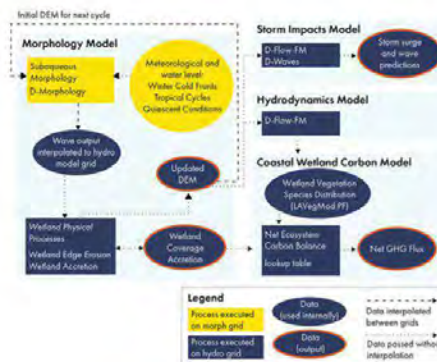 Initial DEM for next cycle
Morphology Model
Subaqueous
Morphology
D-Morphology
Meteorological and
water level:
Winter Cold Fronts
Tropical Cycles
Quiescent Conditions
Wave output
interpolated to hydro
model grid
Updated
DEM
Wetland Physical
Processes
Wetland Edge Erosion
Wetland Accretion
Wetland
Coverage
Accretion
Storm Impacts Model
D-Flow-FM
D-Waves
Storm surge
and wave
predictions
Hydrodynamics Model
D-Flow-FM
Coastal Wetland Carbon Model
Wetland Vegetation
Species Distribution
(LAVegMod.PF)
Net Ecosystem
Carbon Balance
lookup table
Net GHG Flux
Legend
Process executed
on morph grid
Process executed
on hydro grid
Data
(used internally)
Data
(output)
Data interpolated
between grids
Data passed without
interpolation